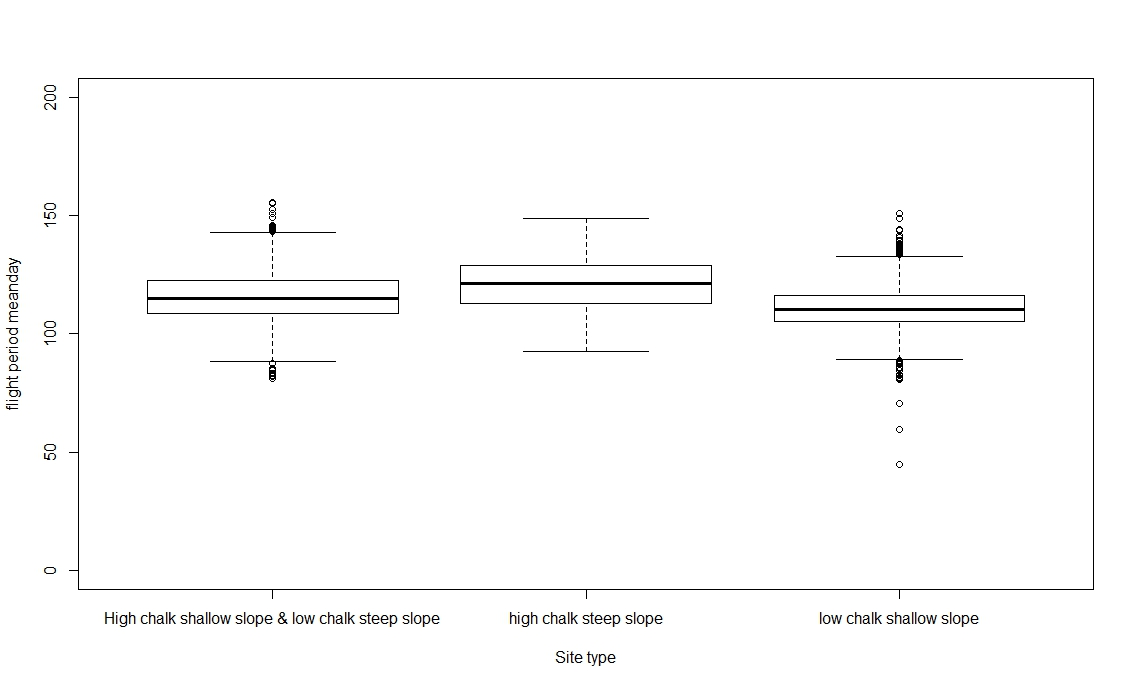 200
150
100
50
0
flight period meanday
High chalk shallow slope & low chalk steep slope
high chalk steep slope
low chalk shallow slope
Site type